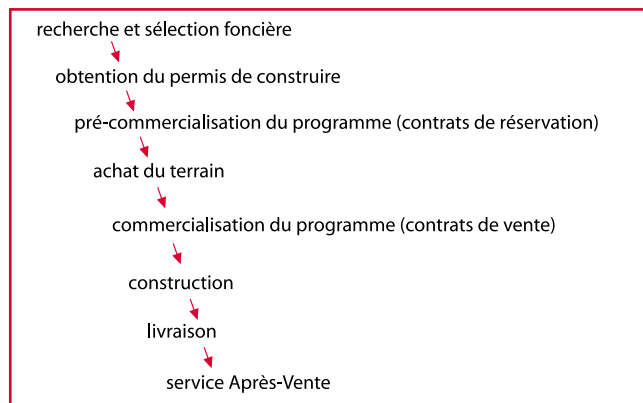 recherche et sélection foncière
obtention du permis de construire
pré-commercialisation du programme (contrats de réservation)
achat du terrain
commercialisation du programme (contrats de vente)
construction
livraison
service Après-Vente